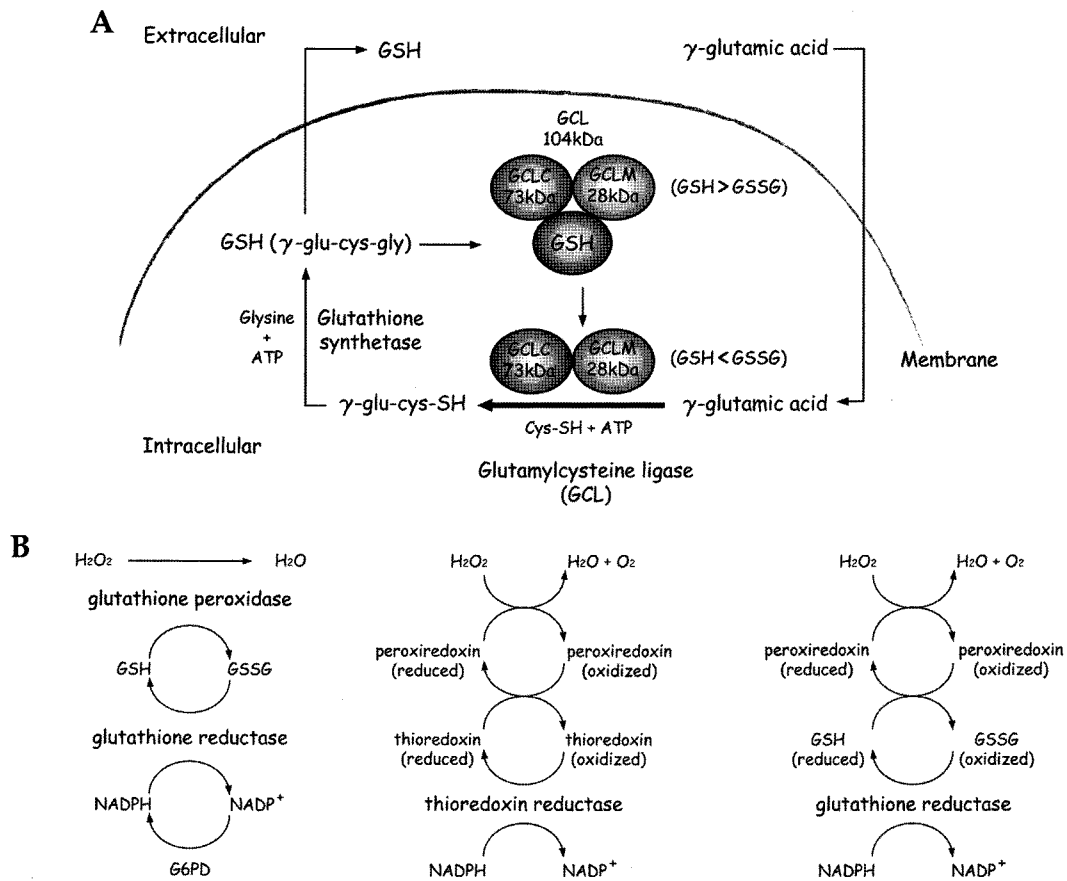 A
Extracellular
GSH
γ-glutamic acid
GCL
104kDa
GCLC
73kDa
GCLM
28kDa
(GSH > GSSG)
GSH
GSH (γ-glu-cys-gly)
Glysine
+
ATP
Glutathione
synthetase
GCLC
73kDa
GCLM
28kDa
(GSH < GSSG)
Membrane
γ-glu-cys-SH
γ-glutamic acid
Cys-SH + ATP
Intracellular
Glutamylcysteine ligase
(GCL)
B
H2O2
H2O
glutathione peroxidase
GSH
GSSG
glutathione reductase
NADPH
NADP+
G6PD
H2O2
H2O + O2
peroxiredoxin
(reduced)
peroxiredoxin
(oxidized)
thioredoxin
(reduced)
thioredoxin
(oxidized)
thioredoxin reductase
NADPH
NADP+
H2O2
H2O + O2
peroxiredoxin
(reduced)
peroxiredoxin
(oxidized)
GSH
(reduced)
GSSG
(oxidized)
glutathione reductase
NADPH
NADP+